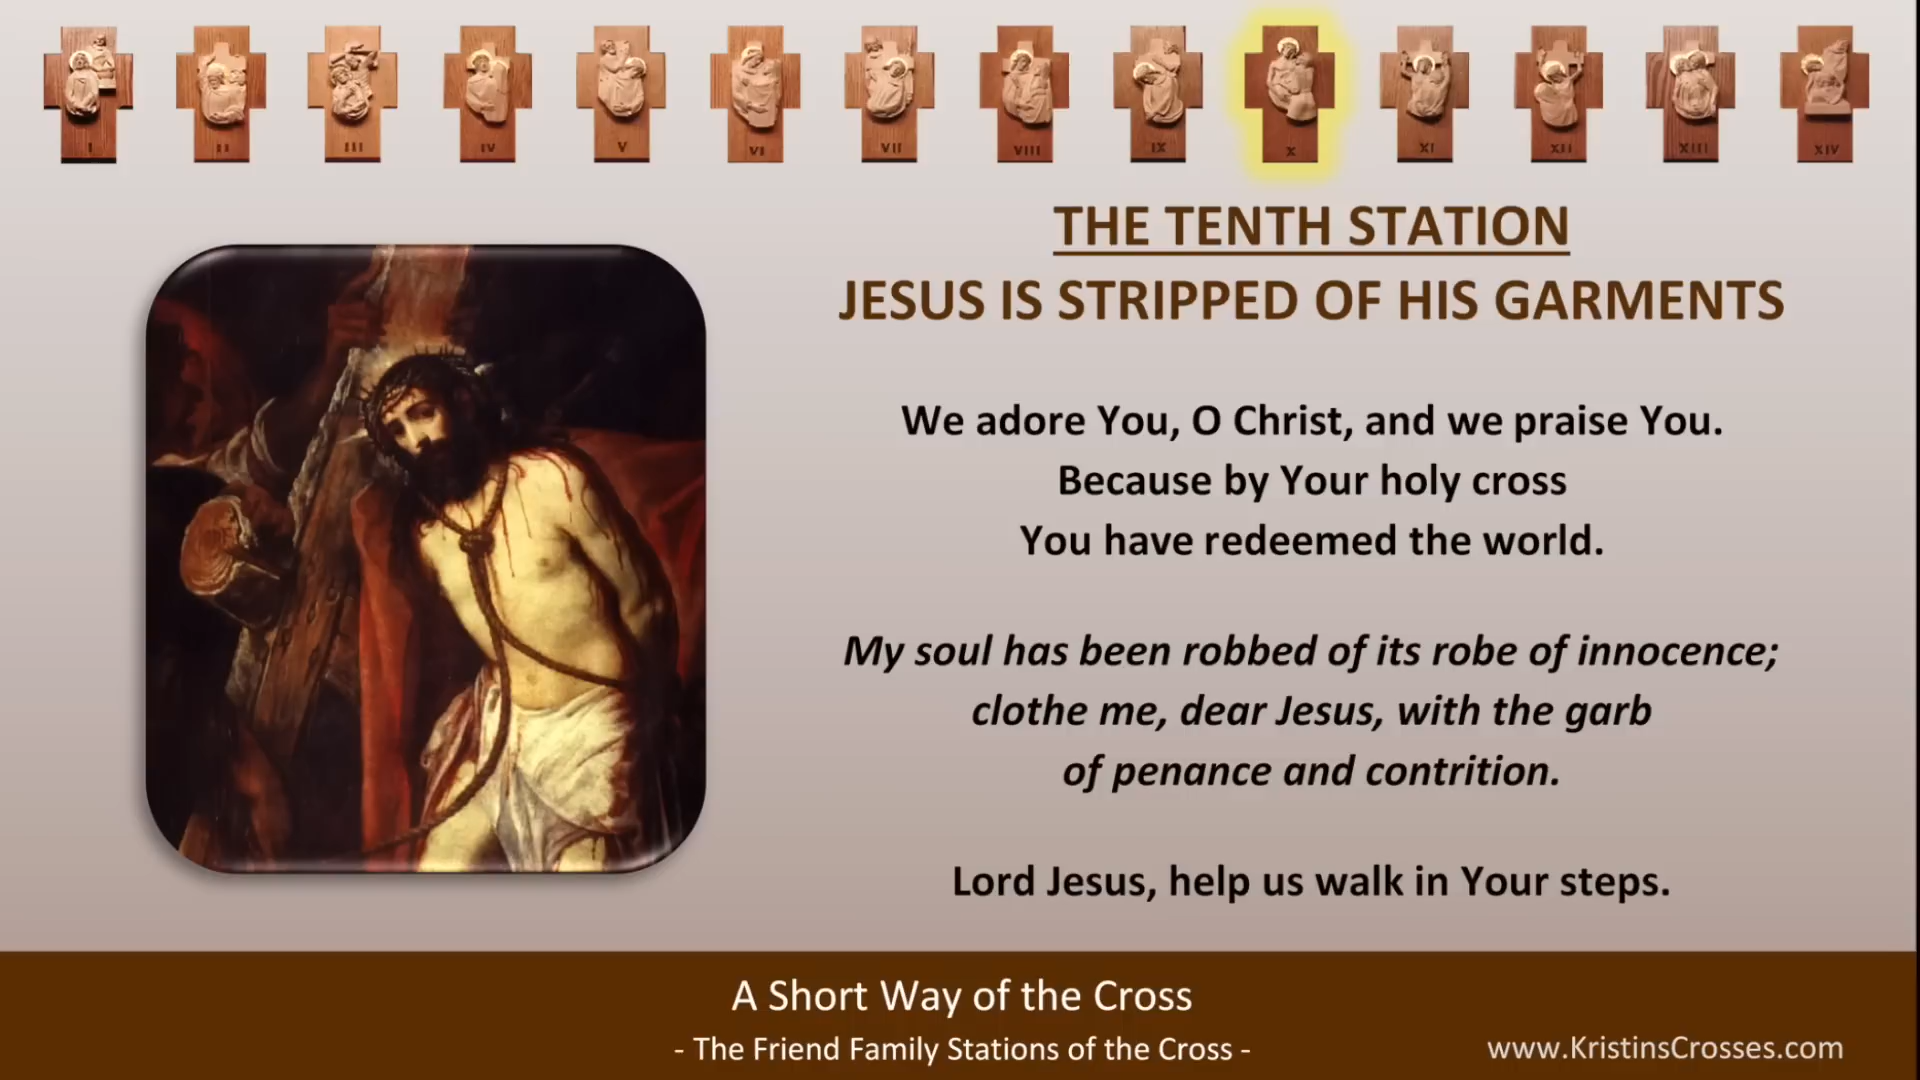 I II III IV V VI VII VIII IX X XI XII XIII XIV
THE TENTH STATION
JESUS IS STRIPPED OF HIS GARMENTS
We adore You, O Christ, and we praise You.
Because by Your holy cross
You have redeemed the world.
My soul has been robbed of its robe of innocence;
clothe me, dear Jesus, with the garb
of penance and contrition.
Lord Jesus, help us walk in Your steps.
A Short Way of the Cross
- The Friend Family Stations of the Cross -
www.KristinsCrosses.com